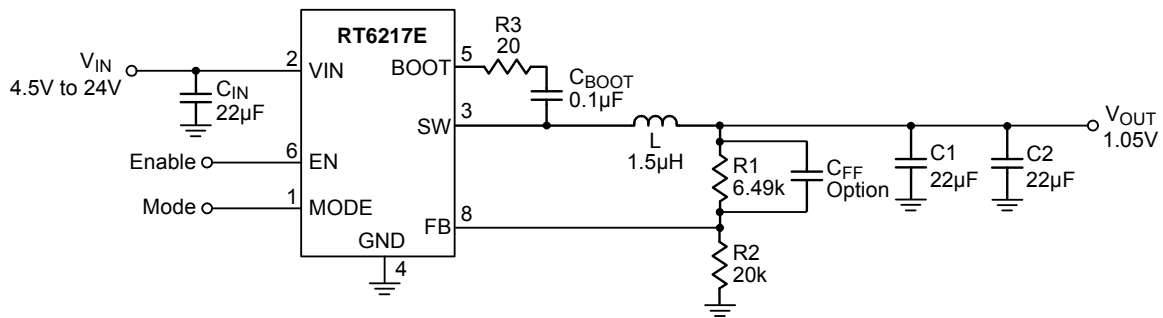 RT6217E
V_IN
4.5V to 24V
2
VIN
C_IN
22µF
Enable
6
EN
Mode
1
MODE
GND
4
5
BOOT
R3
20
C_BOOT
0.1µF
3
SW
L
1.5µH
8
FB
R1
6.49k
C_FF
Option
R2
20k
C1
22µF
C2
22µF
V_OUT
1.05V